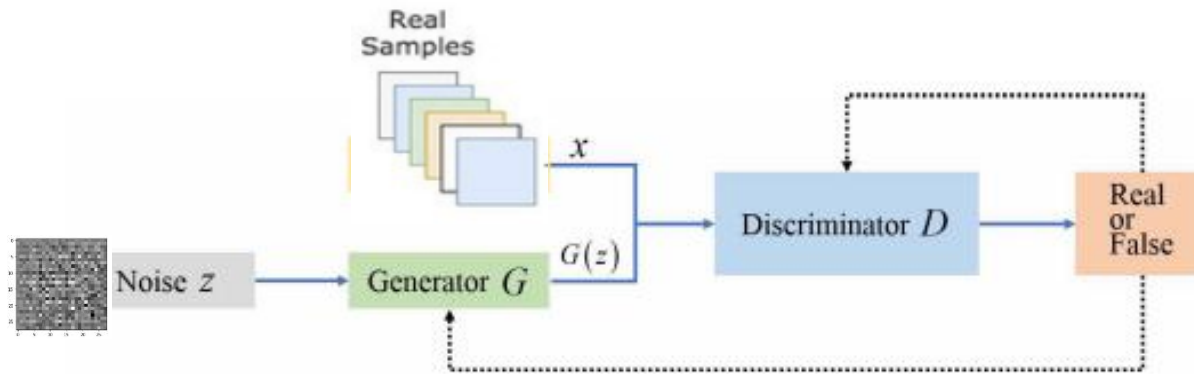 Real
Samples
x
Discriminator D
Real
or
False
G(z)
Noise z
Generator G